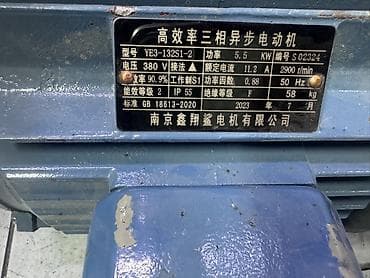 高效率三相异步电动机
型号 YE3-132S1-2 功率 5.5 KW 编号 S02324
电压 380 V 接法 △ 额定电流 11.2 A 2900 r/min
效率 90.9% 工作制 S1 功率因数 0.88 50 Hz
能效等级 2 IP 55 绝缘等级 F 58 kg
标准 GB 18613-2020 2023 年 7 月
南京鑫翔鲨电机有限公司